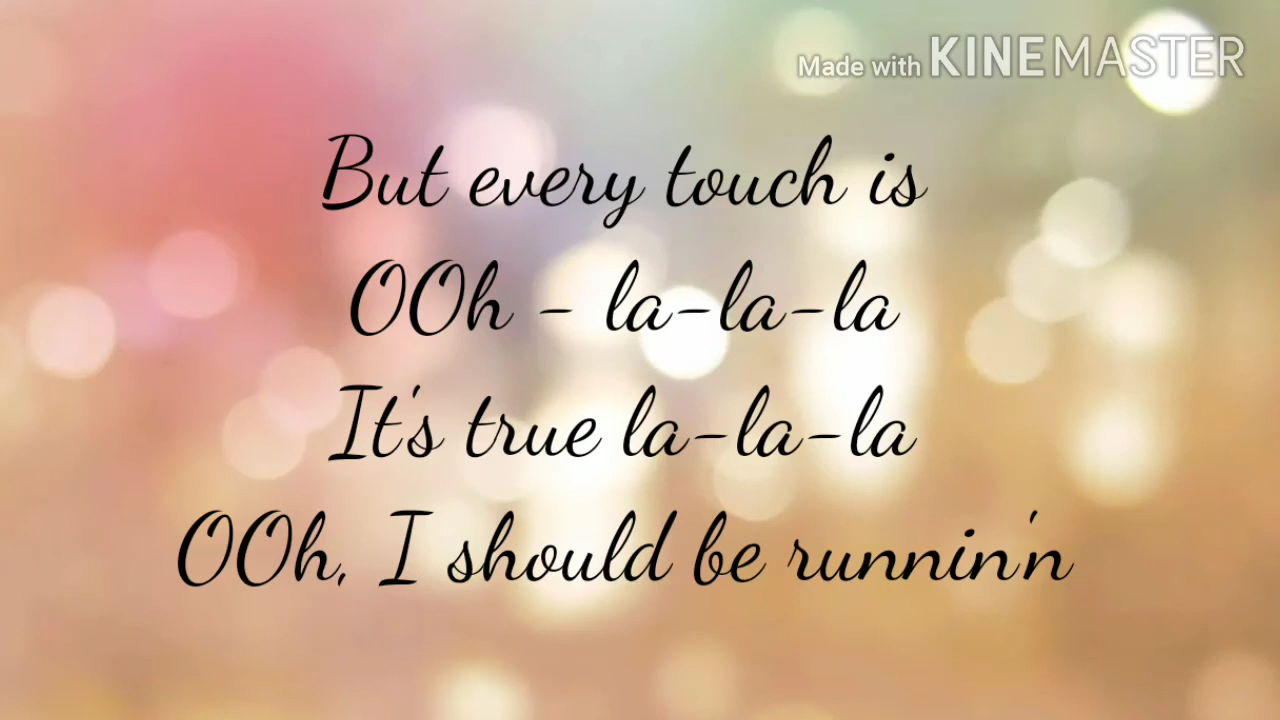 Made with KINEMASTER
But every touch is
OOh - la-la-la
It's true la-la-la
OOh, I should be runnin'n